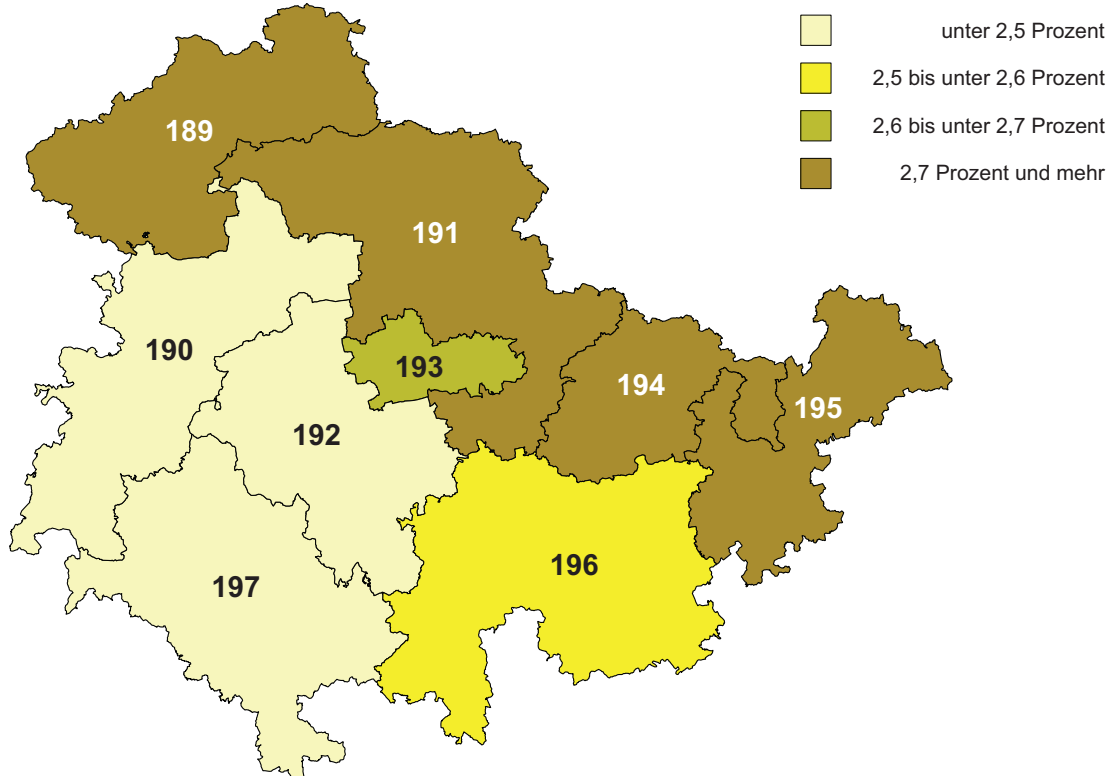 unter 2,5 Prozent
2,5 bis unter 2,6 Prozent
2,6 bis unter 2,7 Prozent
2,7 Prozent und mehr
189
191
190
193
194
195
192
196
197